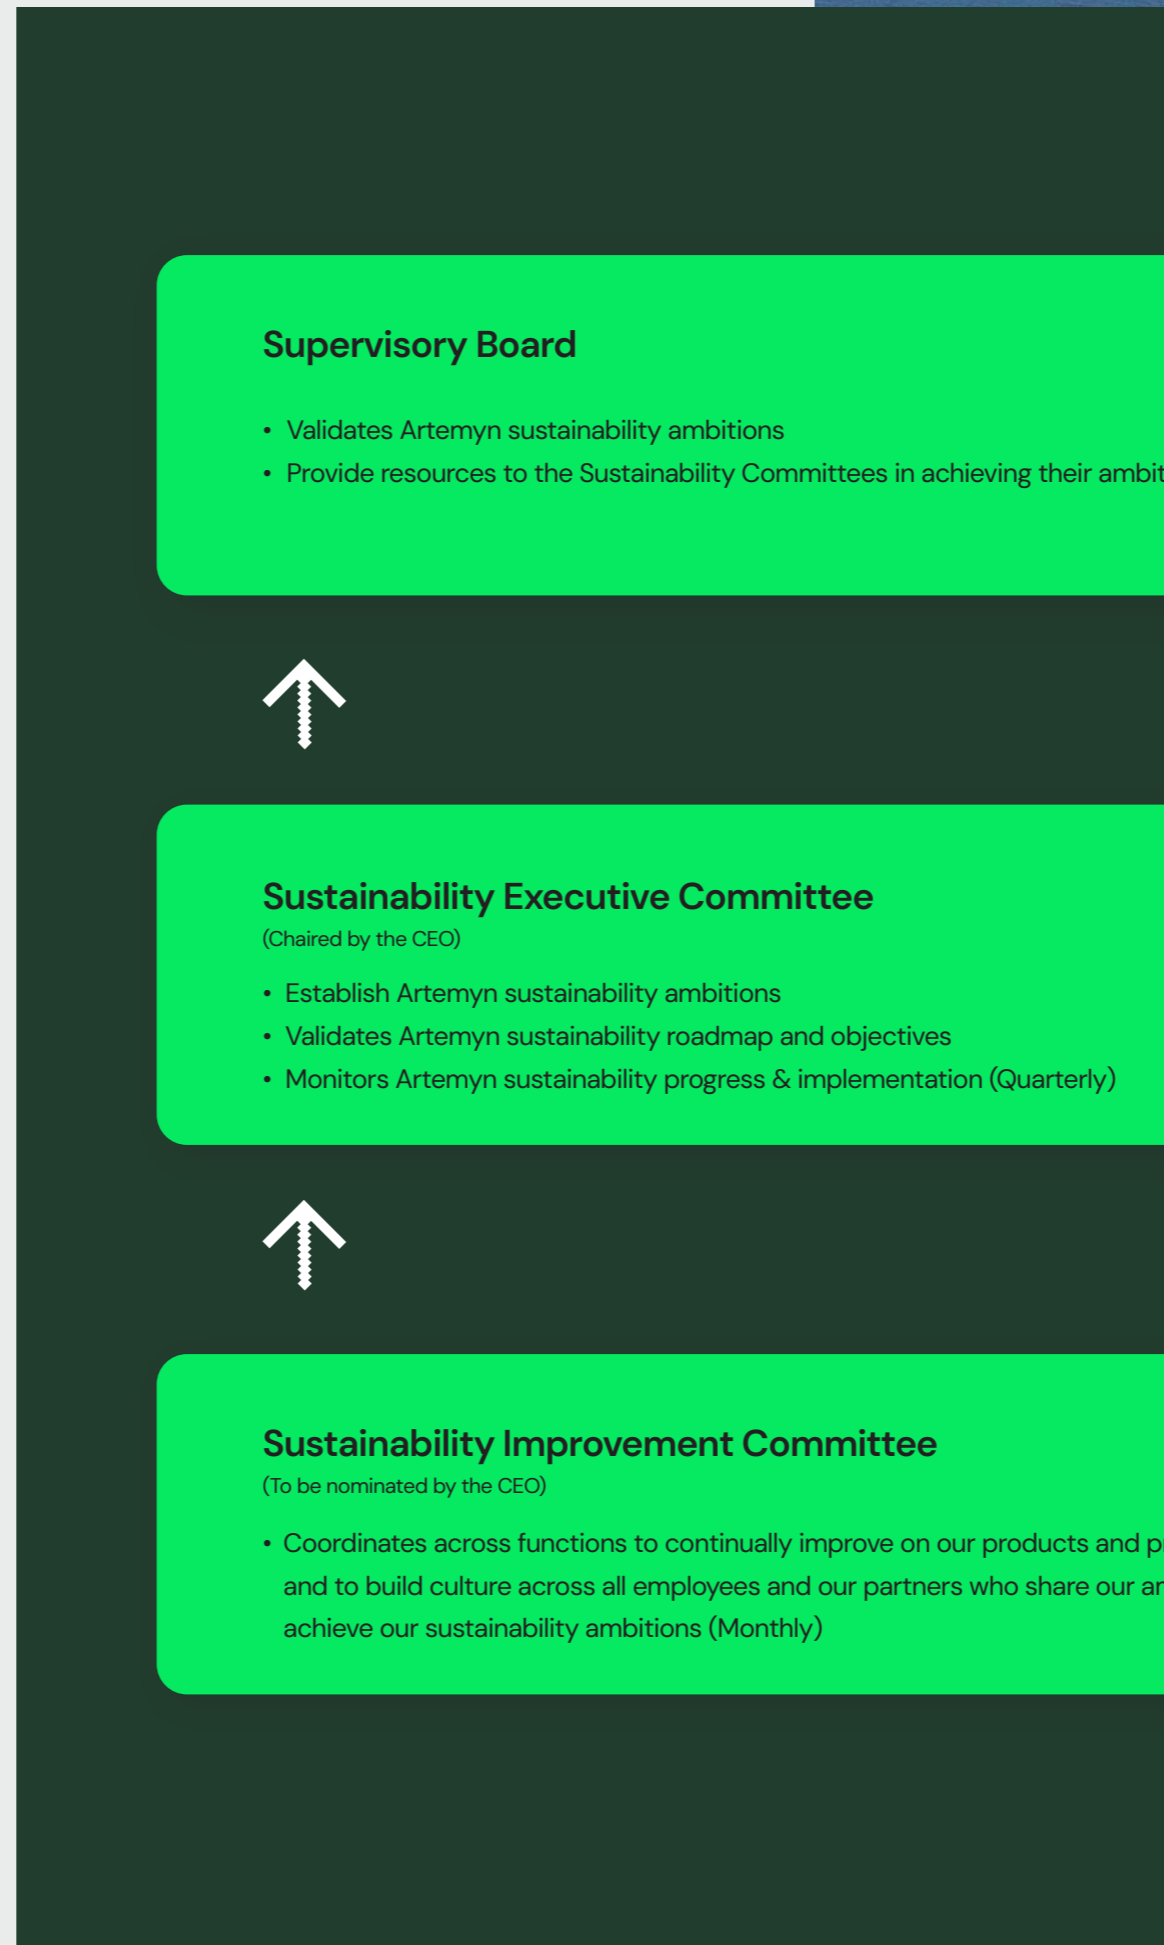 Supervisory Board
• Validates Artemyn sustainability ambitions
• Provide resources to the Sustainability Committees in achieving their
Sustainability Executive Committee
(Chaired by the CEO)
• Establish Artemyn sustainability ambitions
• Validates Artemyn sustainability roadmap and objectives
• Monitors Artemyn sustainability progress & implementation (Quarterly)
Sustainability Improvement Committee
(To be nominated by the CEO)
• Coordinates across functions to continually improve on our products and
and to build culture across all employees and our partners who share our
achieve our sustainability ambitions (Monthly)